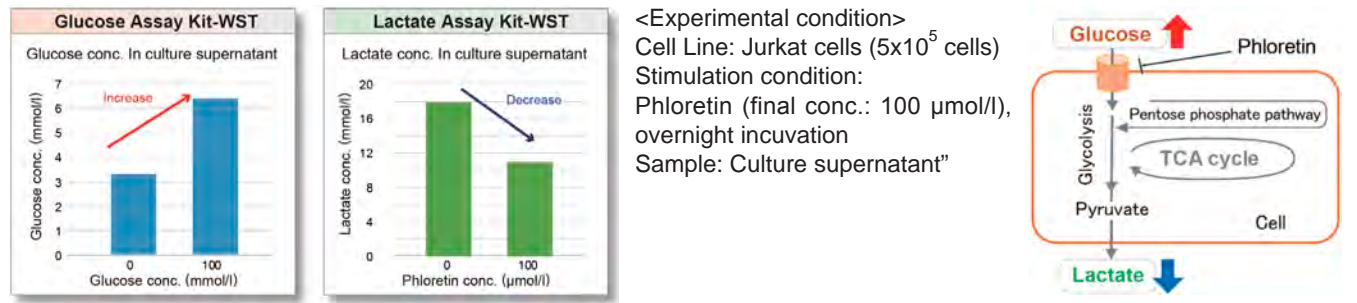 Glucose Assay Kit-WST
Glucose conc. In culture supernatant
Glucose conc. (mmol/l)
7
6
5
4
3
2
1
0
Increase
0 100
Glucose conc. (mmol/l)
Lactate Assay Kit-WST
Lactate conc. In culture supernatant
Lactate conc. (mmol/l)
20
16
12
8
4
0
Decrease
0 100
Phloretin conc. (μmol/l)
<Experimental condition>
Cell Line: Jurkat cells (5x10⁵ cells)
Stimulation condition:
Phloretin (final conc.: 100 μmol/l),
overnight incuvation
Sample: Culture supernatant”
Glucose
Phloretin
Pentose phosphate pathway
Glycolysis
TCA cycle
Pyruvate
Cell
Lactate